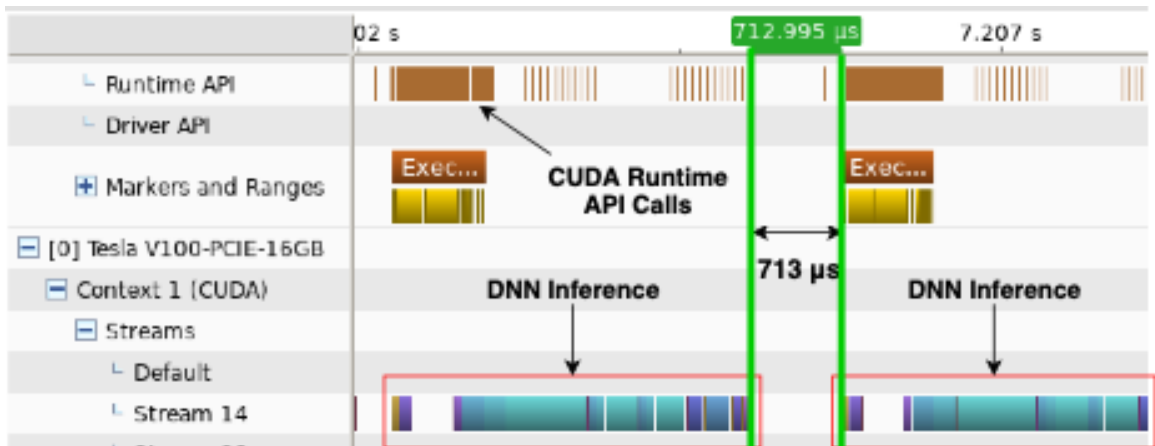 02 s
712.995 µs
7.207 s
Runtime API
Driver API
Exec...
Exec...
Markers and Ranges
CUDA Runtime
API Calls
[0] Tesla V100-PCIE-16GB
713 µs
Context 1 (CUDA)
DNN Inference
DNN Inference
Streams
Default
Stream 14